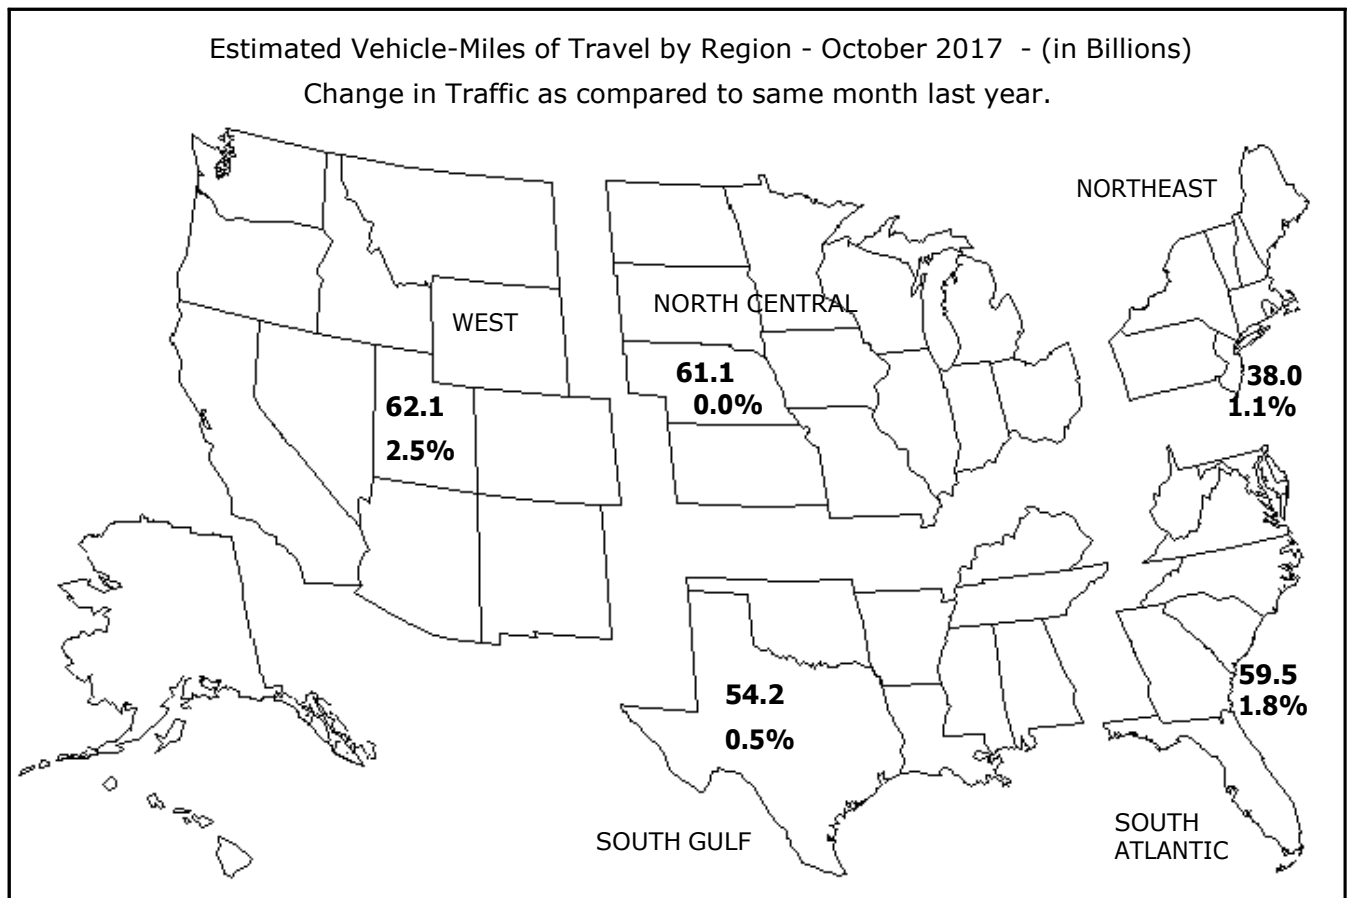 Estimated Vehicle-Miles of Travel by Region - October 2017 - (in Billions)
Change in Traffic as compared to same month last year.
NORTHEAST
NORTH CENTRAL
WEST
61.1
0.0%
38.0
1.1%
62.1
2.5%
54.2
0.5%
59.5
1.8%
SOUTH GULF
SOUTH
ATLANTIC